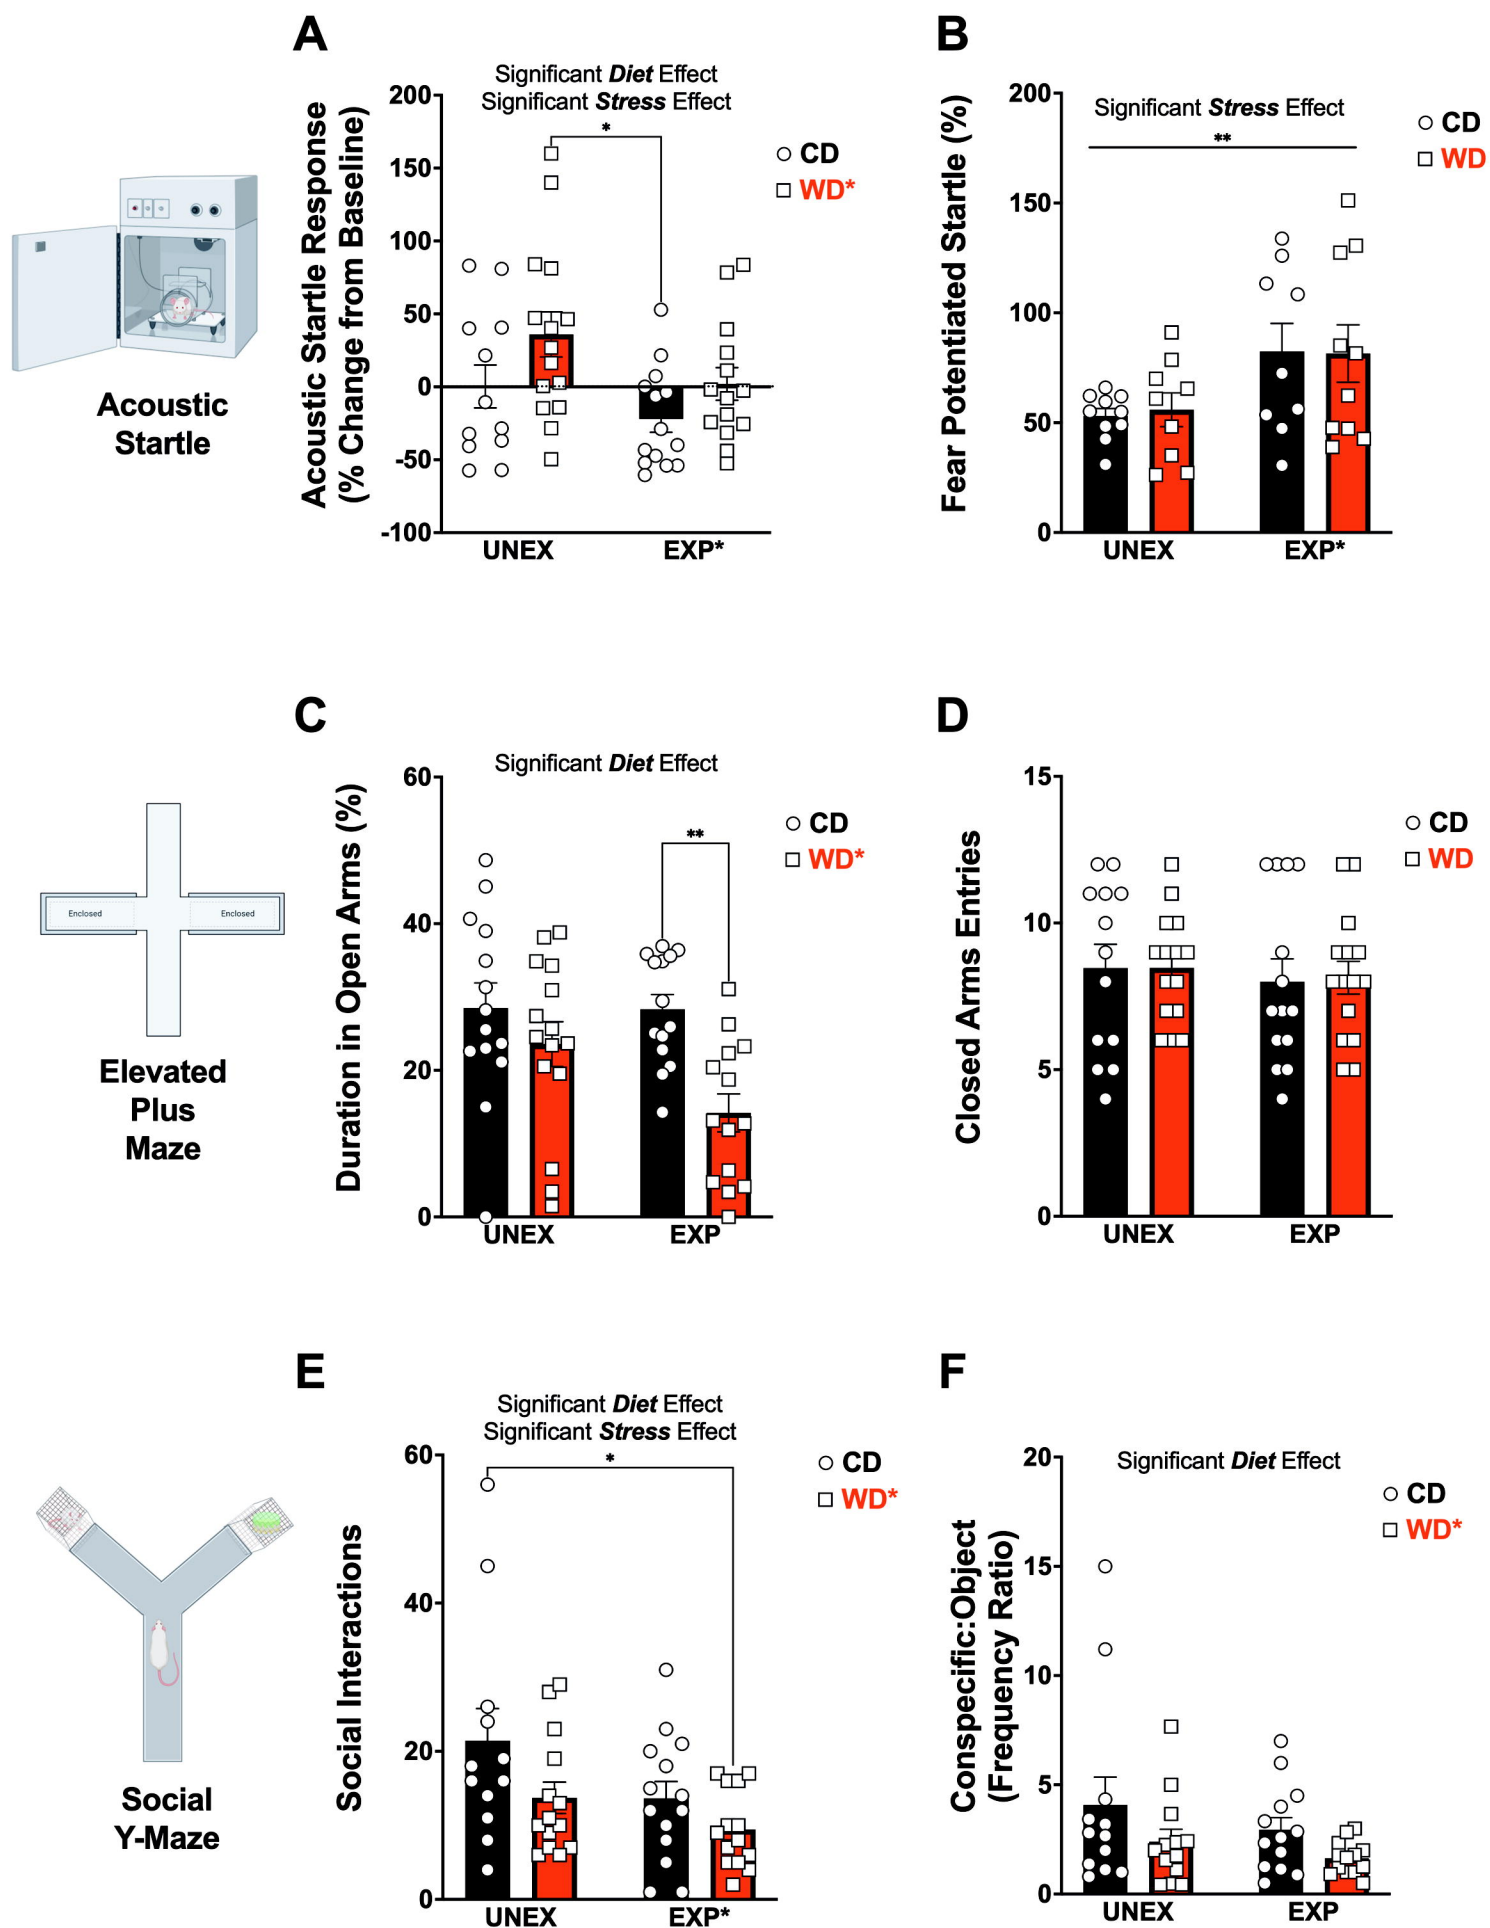 A
Significant Diet Effect
Significant Stress Effect
Acoustic Startle Response
(% Change from Baseline)
200
150
100
50
0
-50
-100
*
CD
WD*
UNEX
EXP*
Acoustic
Startle
B
Significant Stress Effect
**
Fear Potentiated Startle (%)
200
150
100
50
0
CD
WD
UNEX
EXP*
C
Significant Diet Effect
Duration in Open Arms (%)
60
40
20
0
**
CD
WD*
UNEX
EXP
Enclosed
Enclosed
Elevated
Plus
Maze
D
Closed Arms Entries
15
10
5
0
CD
WD
UNEX
EXP
E
Significant Diet Effect
Significant Stress Effect
*
Social Interactions
60
40
20
0
CD
WD*
UNEX
EXP*
Social
Y-Maze
F
Significant Diet Effect
Conspecific:Object
(Frequency Ratio)
20
15
10
5
0
CD
WD*
UNEX
EXP